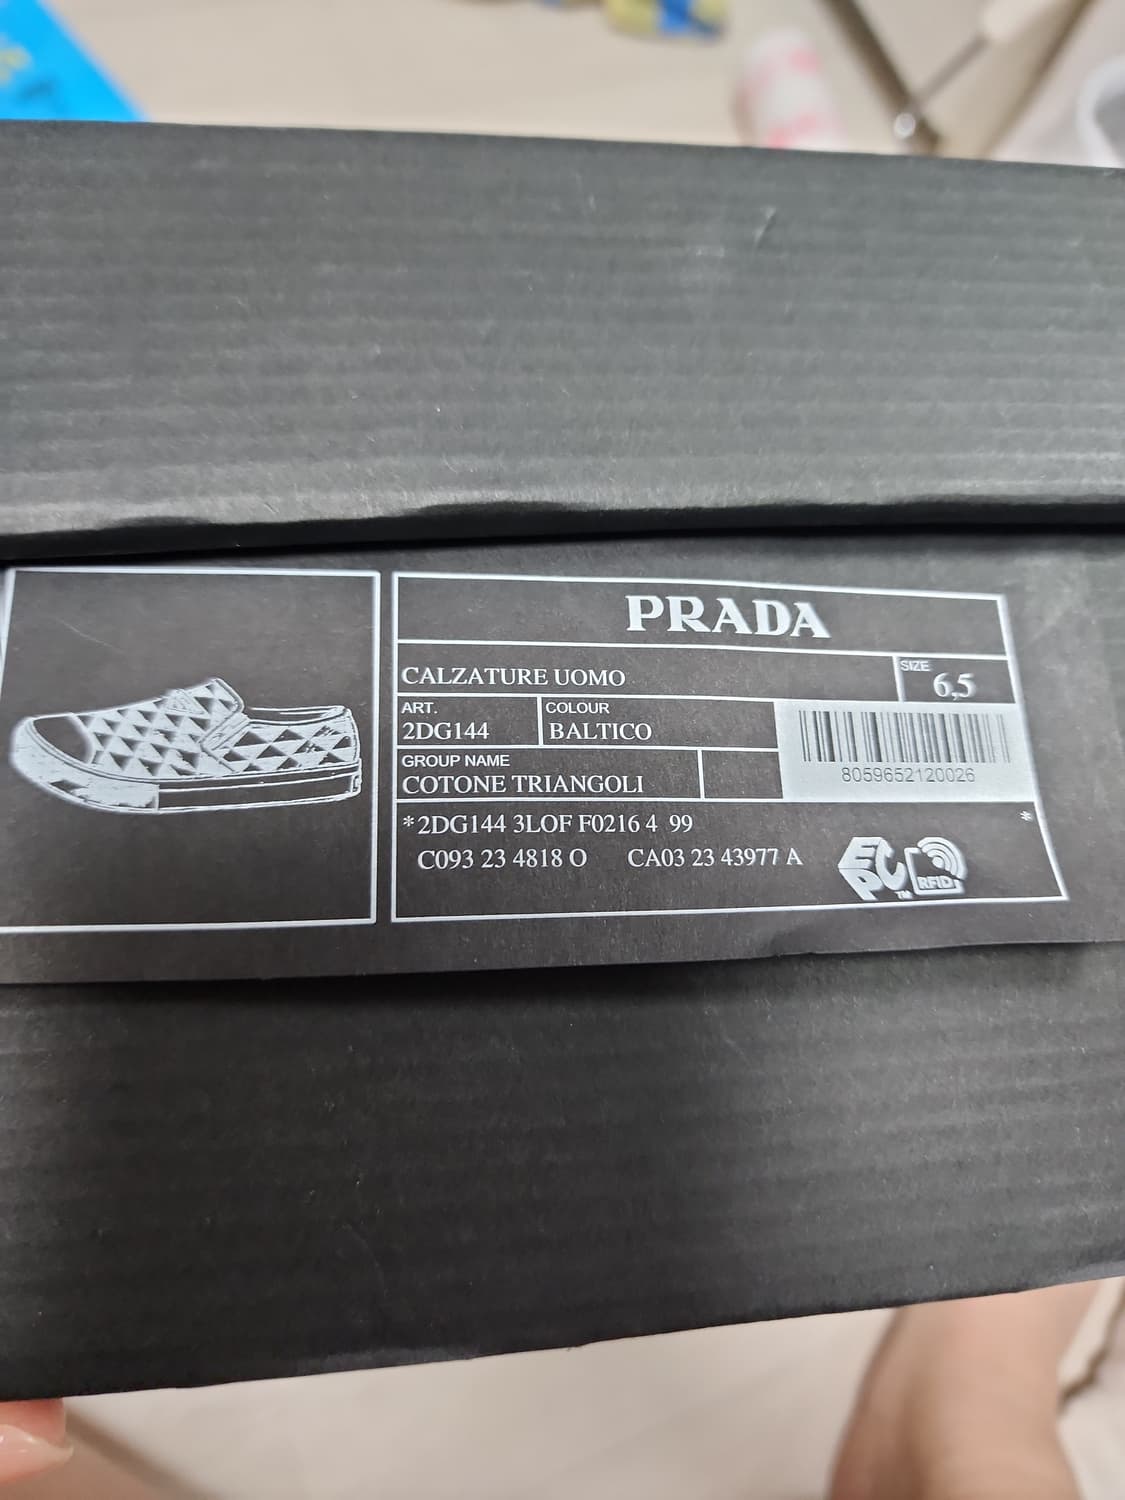 PRADA
CALZATURE UOMO
SIZE
6,5
ART.
2DG144
COLOUR
BALTICO
8059652120026
GROUP NAME
COTONE TRIANGOLI
*2DG144 3LOF F0216 4 99 *
C093 23 4818 O CA03 23 43977 A
EPC TM
RFID